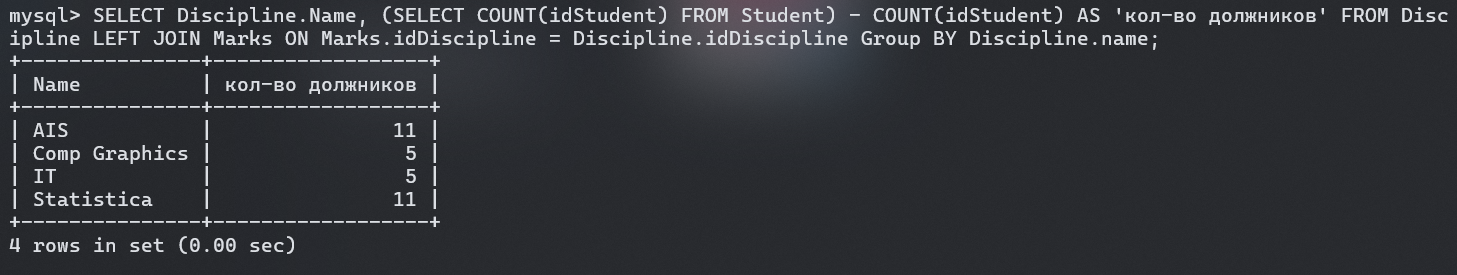 mysql> SELECT Discipline.Name, (SELECT COUNT(idStudent) FROM Student) - COUNT(idStudent) AS 'кол-во должников' FROM Disc
ipline LEFT JOIN Marks ON Marks.idDiscipline = Discipline.idDiscipline Group BY Discipline.name;
+---------------+------------------+
| Name          | кол-во должников |
+---------------+------------------+
| AIS           |               11 |
| Comp Graphics |                5 |
| IT            |                5 |
| Statistica    |               11 |
+---------------+------------------+
4 rows in set (0.00 sec)